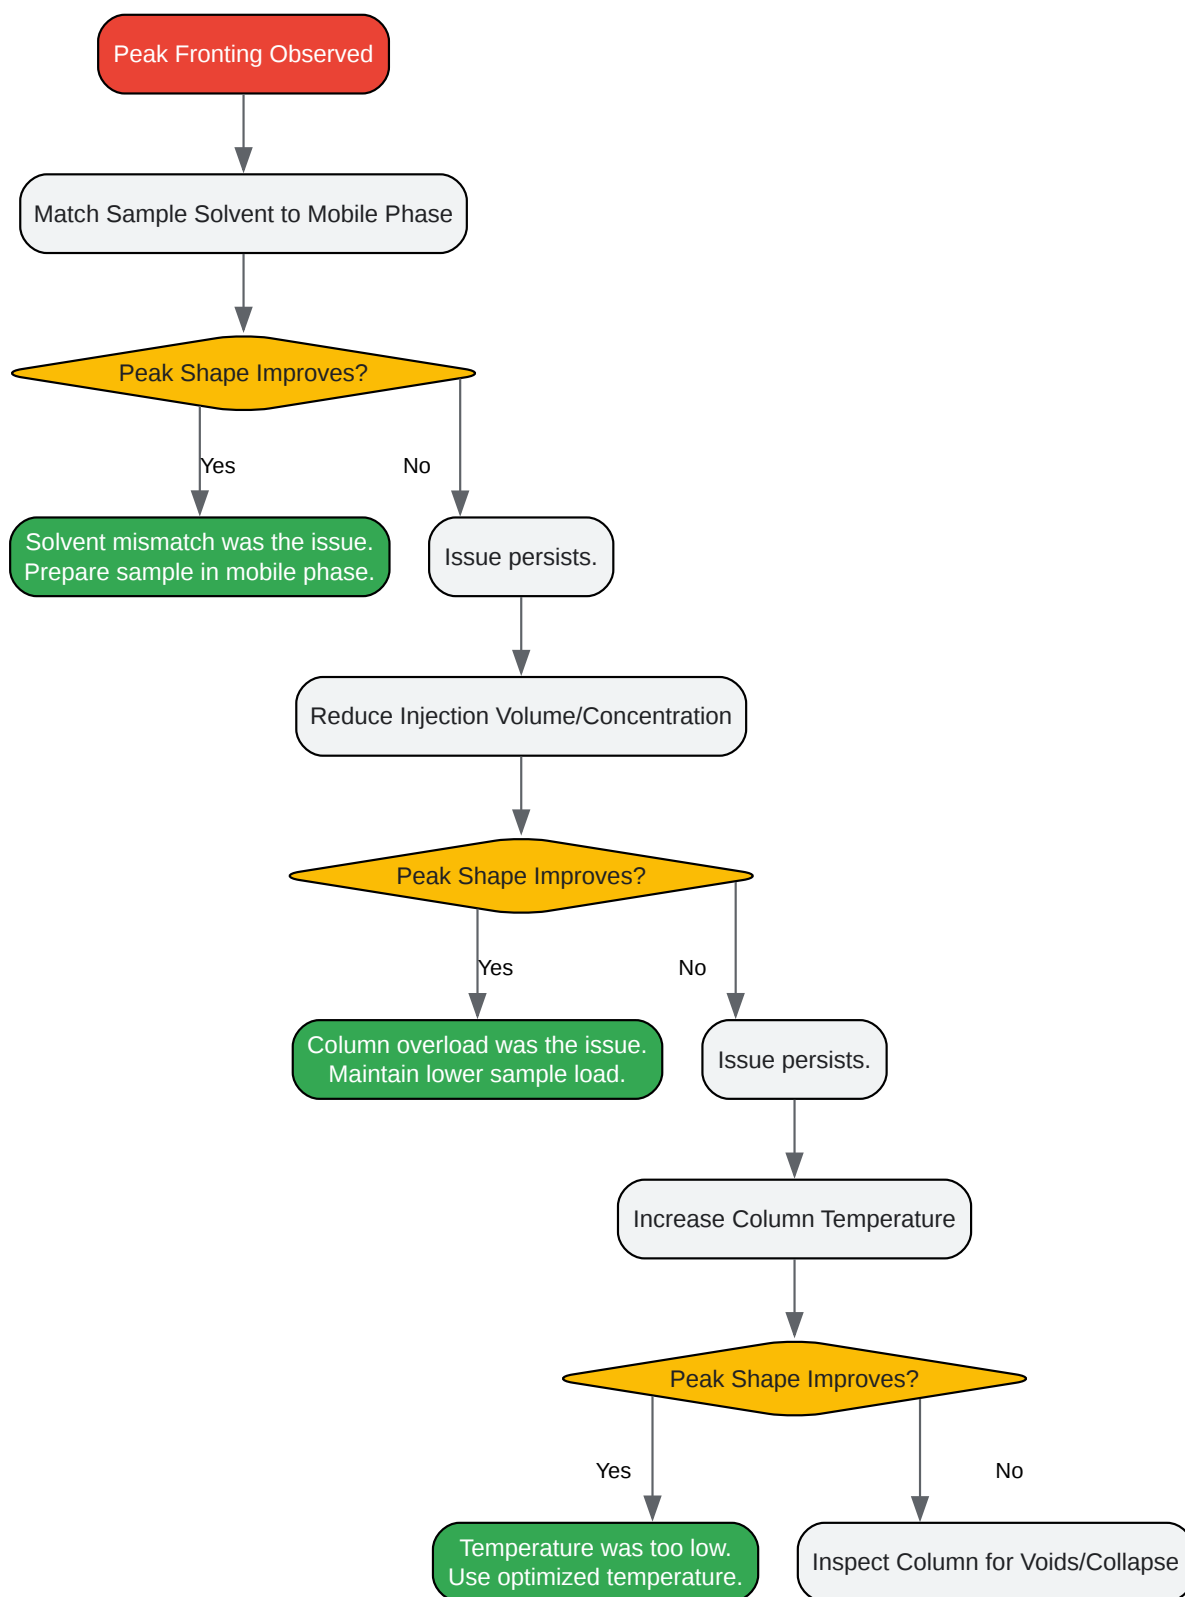 Peak Fronting Observed
Match Sample Solvent to Mobile Phase
Peak Shape Improves?
Yes
No
Solvent mismatch was the issue.
Prepare sample in mobile phase.
Issue persists.
Reduce Injection Volume/Concentration
Peak Shape Improves?
Yes
No
Column overload was the issue.
Maintain lower sample load.
Issue persists.
Increase Column Temperature
Peak Shape Improves?
Yes
No
Temperature was too low.
Use optimized temperature.
Inspect Column for Voids/Collapse